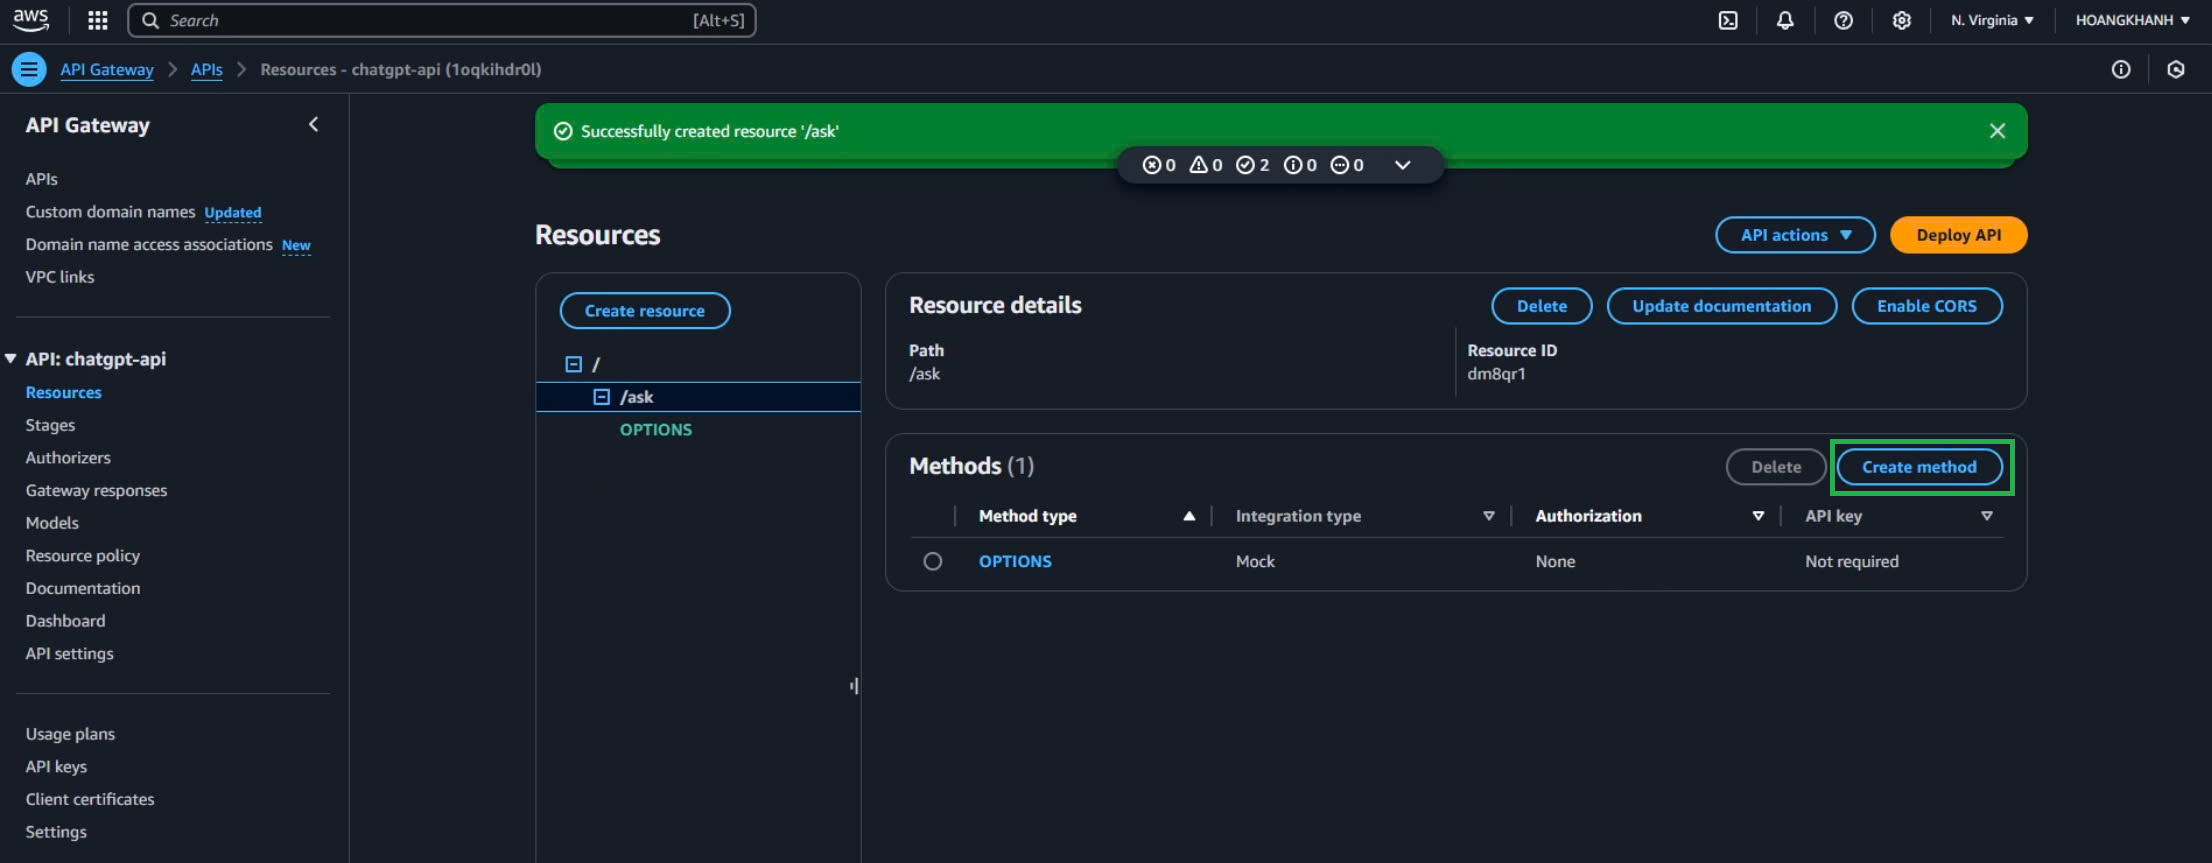 aws Search [Alt+S] N. Virginia HOANGKHANH
API Gateway APIs Resources - chatgpt-api (1oqkihdr0l)
API Gateway
APIs
Custom domain names Updated
Domain name access associations New
VPC links
API: chatgpt-api
Resources
Stages
Authorizers
Gateway responses
Models
Resource policy
Documentation
Dashboard
API settings
Usage plans
API keys
Client certificates
Settings
Successfully created resource '/ask'
0 0 2 0 0
Resources
API actions Deploy API
Create resource
/
/ask
OPTIONS
Resource details
Delete Update documentation Enable CORS
Path
/ask
Resource ID
dm8qr1
Methods (1)
Delete Create method
Method type Integration type Authorization API key
OPTIONS Mock None Not required